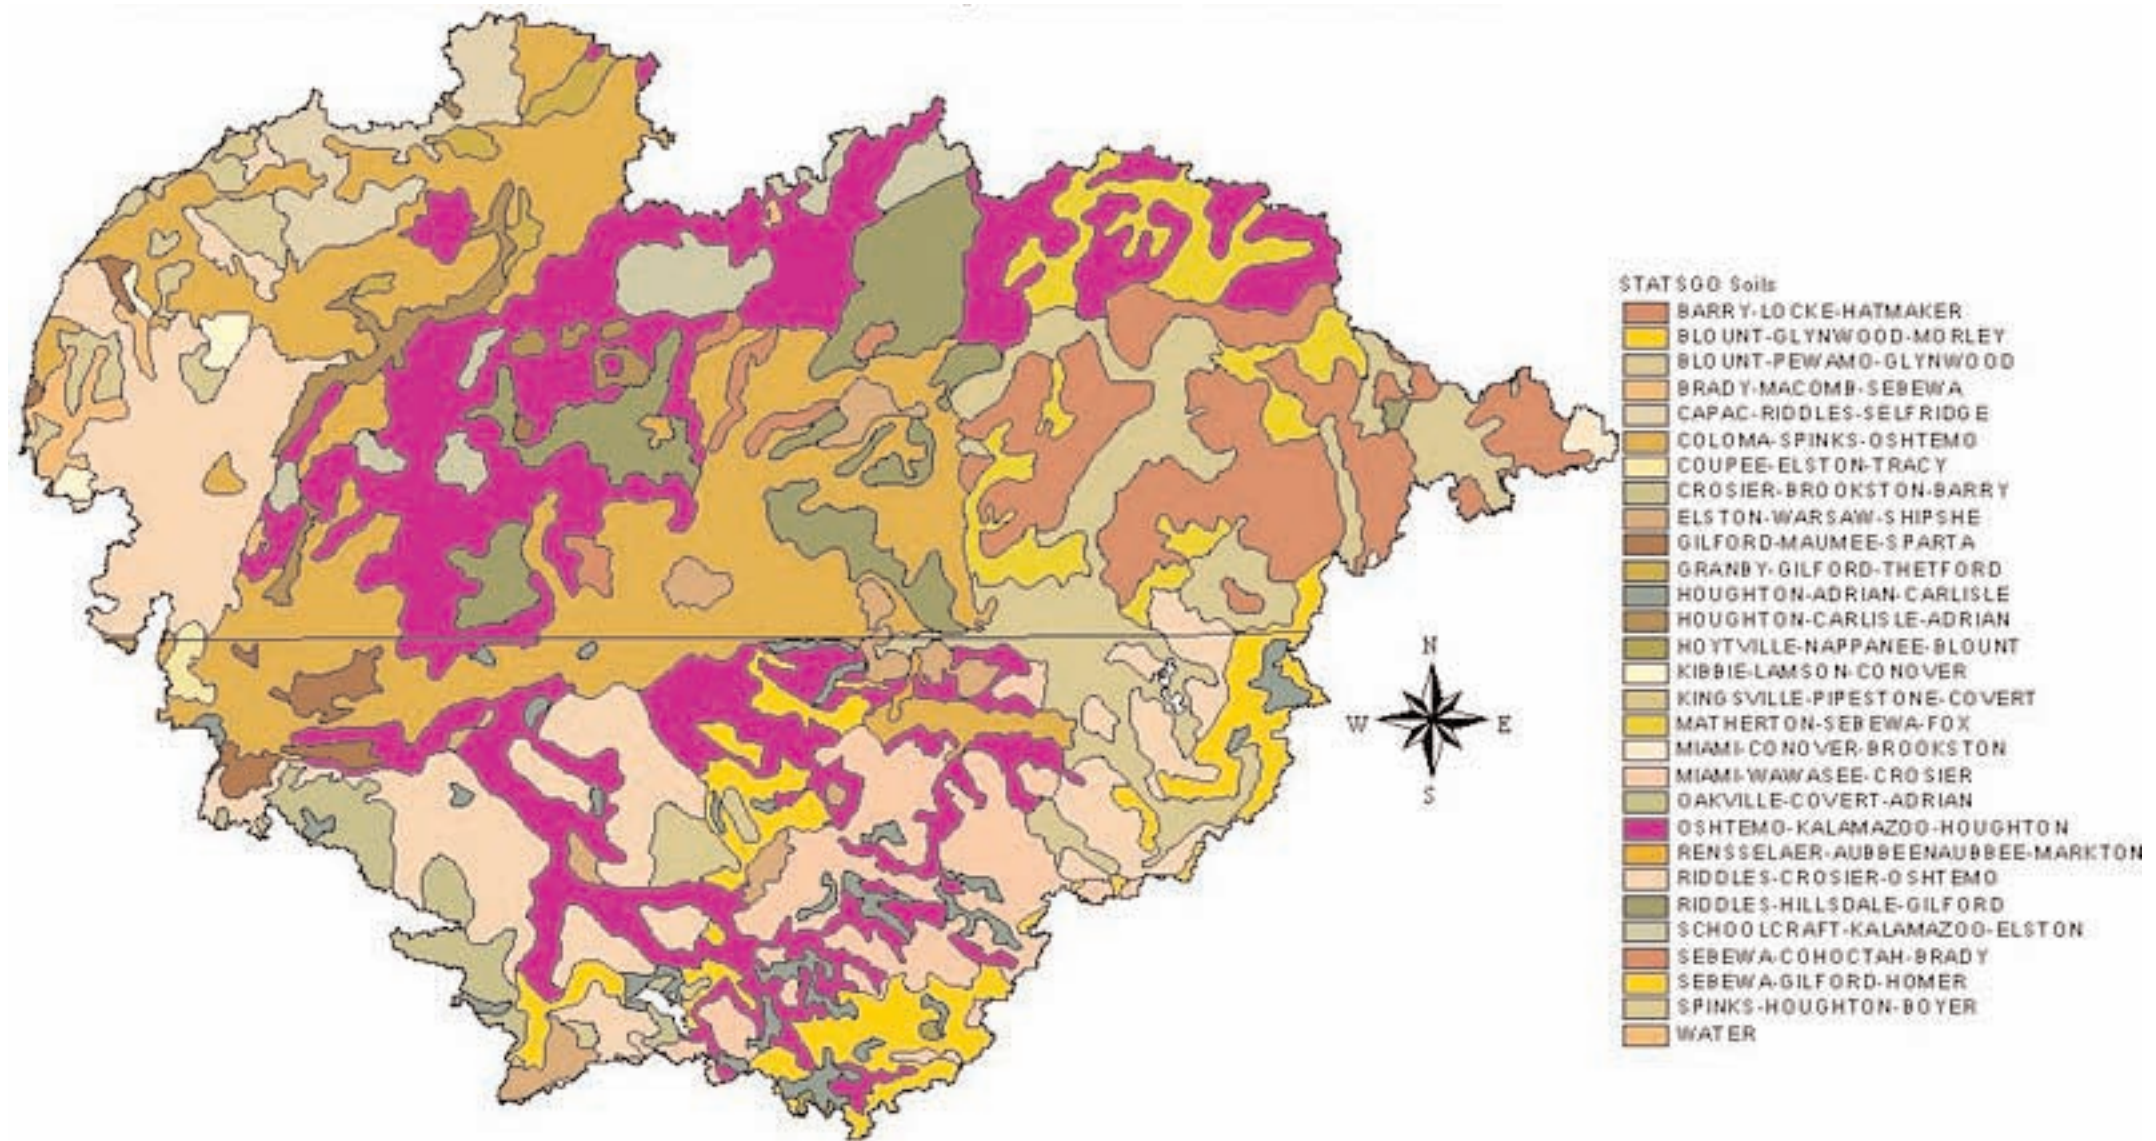 STATSGO Soils
BARRY-LOCKE-HATMAKER
BLOUNT-GLYNWOOD-MORLEY
BLOUNT-PEWAMO-GLYNWOOD
BRADY-MACOMB-SEBEWA
CAPAC-RIDDLES-SELFRIDGE
COLOMA-SPINKS-OSHTEMO
COUPEE-ELSTON-TRACY
CROSIER-BROOKSTON-BARRY
ELSTON-WARSAW-SHIPSHE
GILFORD-MAUMEE-SPARTA
GRANBY-GILFORD-THETFORD
HOUGHTON-ADRIAN-CARLISLE
HOUGHTON-CARLISLE-ADRIAN
HOYTVILLE-NAPPANEE-BLOUNT
KIBBIE-LAMSON-CONOVER
KINGSVILLE-PIPESTONE-COVERT
MATHERTON-SEBEWA-FOX
MIAMI-CONOVER-BROOKSTON
MIAMI-WAWASEE-CROSIER
OAKVILLE-COVERT-ADRIAN
OSHTEMO-KALAMAZOO-HOUGHTON
RENSSELAER-AUBBEENAUBBEE-MARKTON
RIDDLES-CROSIER-OSHTEMO
RIDDLES-HILLSDALE-GILFORD
SCHOOLCRAFT-KALAMAZOO-ELSTON
SEBEWA-COHOCTAH-BRADY
SEBEWA-GILFORD-HOMER
SPINKS-HOUGHTON-BOYER
WATER
N
W E
S